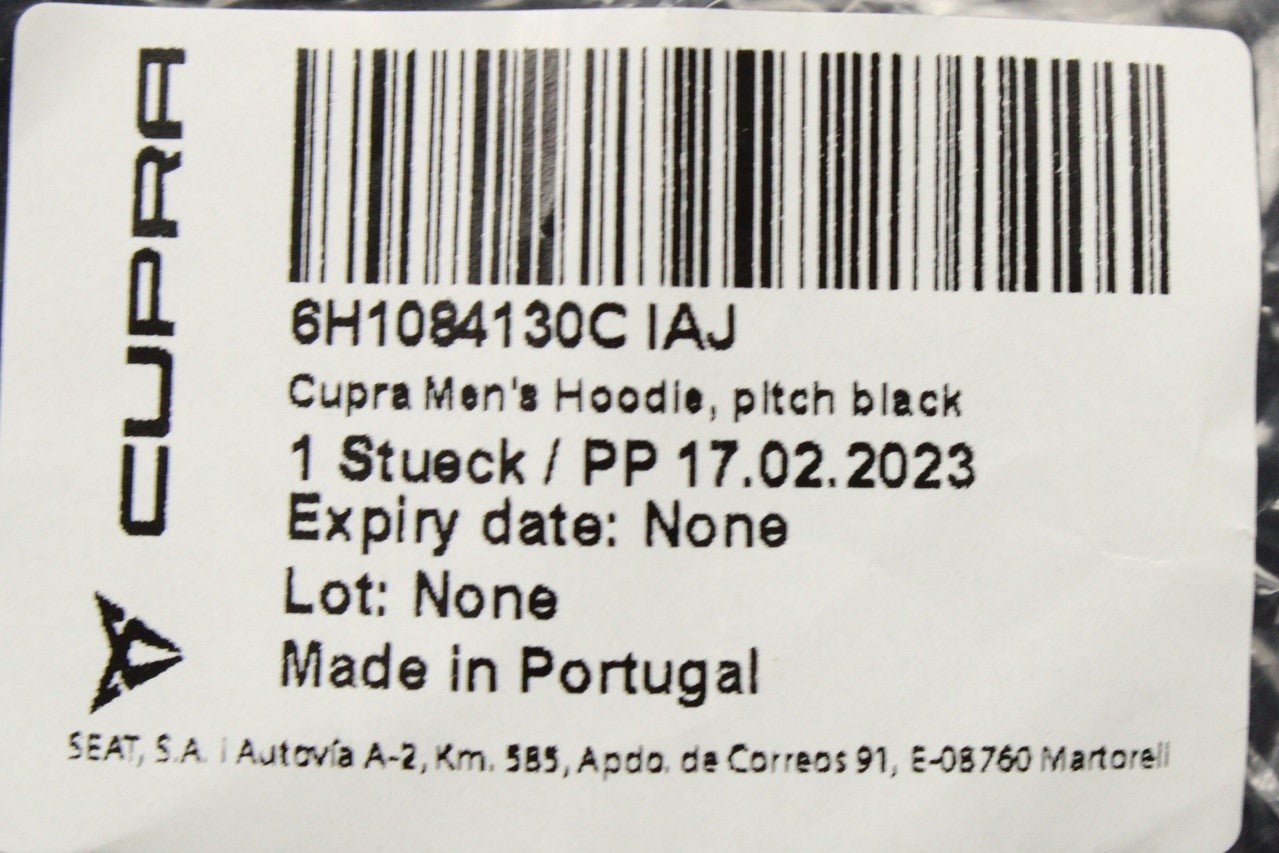 CUPRA
6H1084130C IAJ
Cupra Men's Hoodie, pitch black
1 Stueck / PP 17.02.2023
Expiry date: None
Lot: None
Made in Portugal
SEAT, S.A. | Autovía A-2, Km. 585, Apdo. de Correos 91, E-08760 Martorell